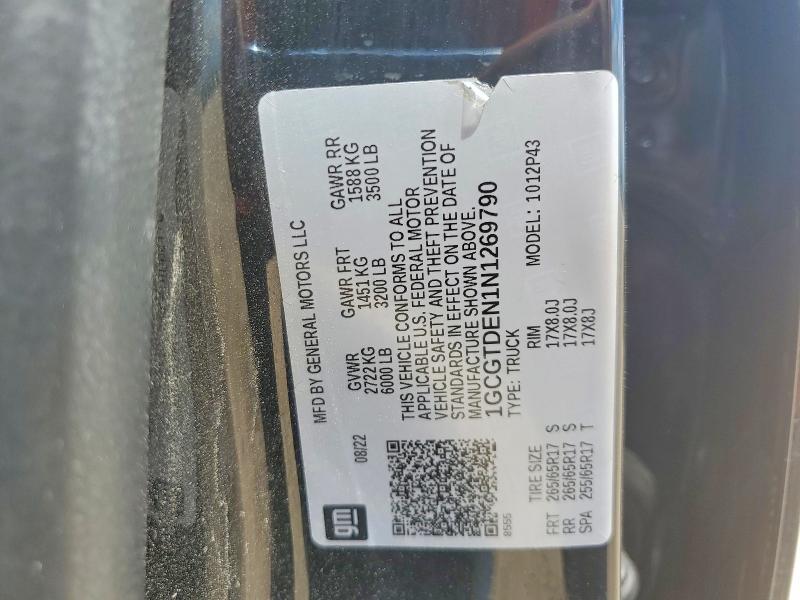 gm
MFD BY GENERAL MOTORS LLC
08/22
GVWR GAWR FRT GAWR RR
2722 KG 1451 KG 1588 KG
6000 LB 3200 LB 3500 LB
THIS VEHICLE CONFORMS TO ALL
APPLICABLE U.S. FEDERAL MOTOR
VEHICLE SAFETY AND THEFT PREVENTION
STANDARDS IN EFFECT ON THE DATE OF
MANUFACTURE SHOWN ABOVE.
1GCGTDEN1N1269790
8555
TYPE: TRUCK MODEL: 1012P43
TIRE SIZE RIM
FRT 265/65R17 S 17X8.0J
RR 265/65R17 S 17X8.0J
SPA 255/65R17 T 17X8J